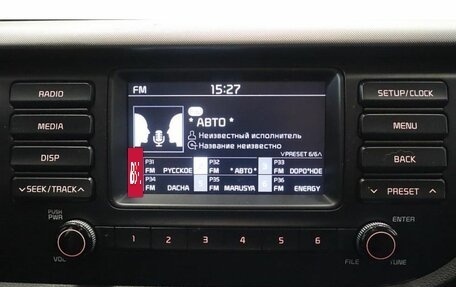 FM 15:27
RADIO
SETUP/CLOCK
* АВТО *
MEDIA
Неизвестный исполнитель
MENU
Название неизвестно
DISP
˅PRESET 6/6˄
BACK
P31 P32 P33
FM РУССКОЕ FM *АВТО* FM DOPO*HOE
˅SEEK/TRACK˄
P34 P35 P36
FM DACHA FM MARUSYA FM ENERGY
˅ PRESET ˄
PUSH
PWR
ENTER
1 2 3 4 5 6
VOL
FILE TUNE